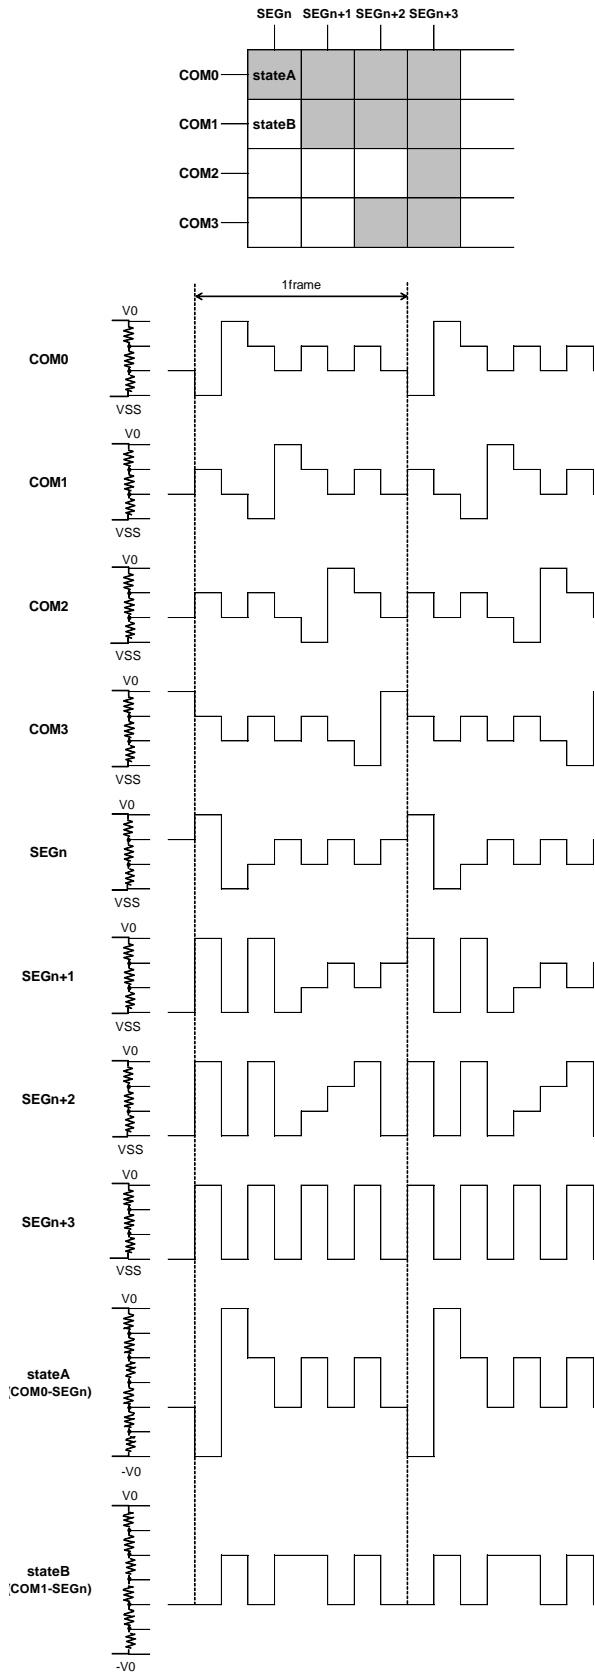 SEGn SEGn+1 SEGn+2 SEGn+3
COM0 stateA
COM1 stateB
COM2
COM3
1frame
V0
COM0
VSS
V0
COM1
VSS
V0
COM2
VSS
V0
COM3
VSS
V0
SEGn
VSS
V0
SEGn+1
VSS
V0
SEGn+2
VSS
V0
SEGn+3
VSS
V0
stateA
(COM0-SEGn)
-V0
V0
stateB
(COM1-SEGn)
-V0